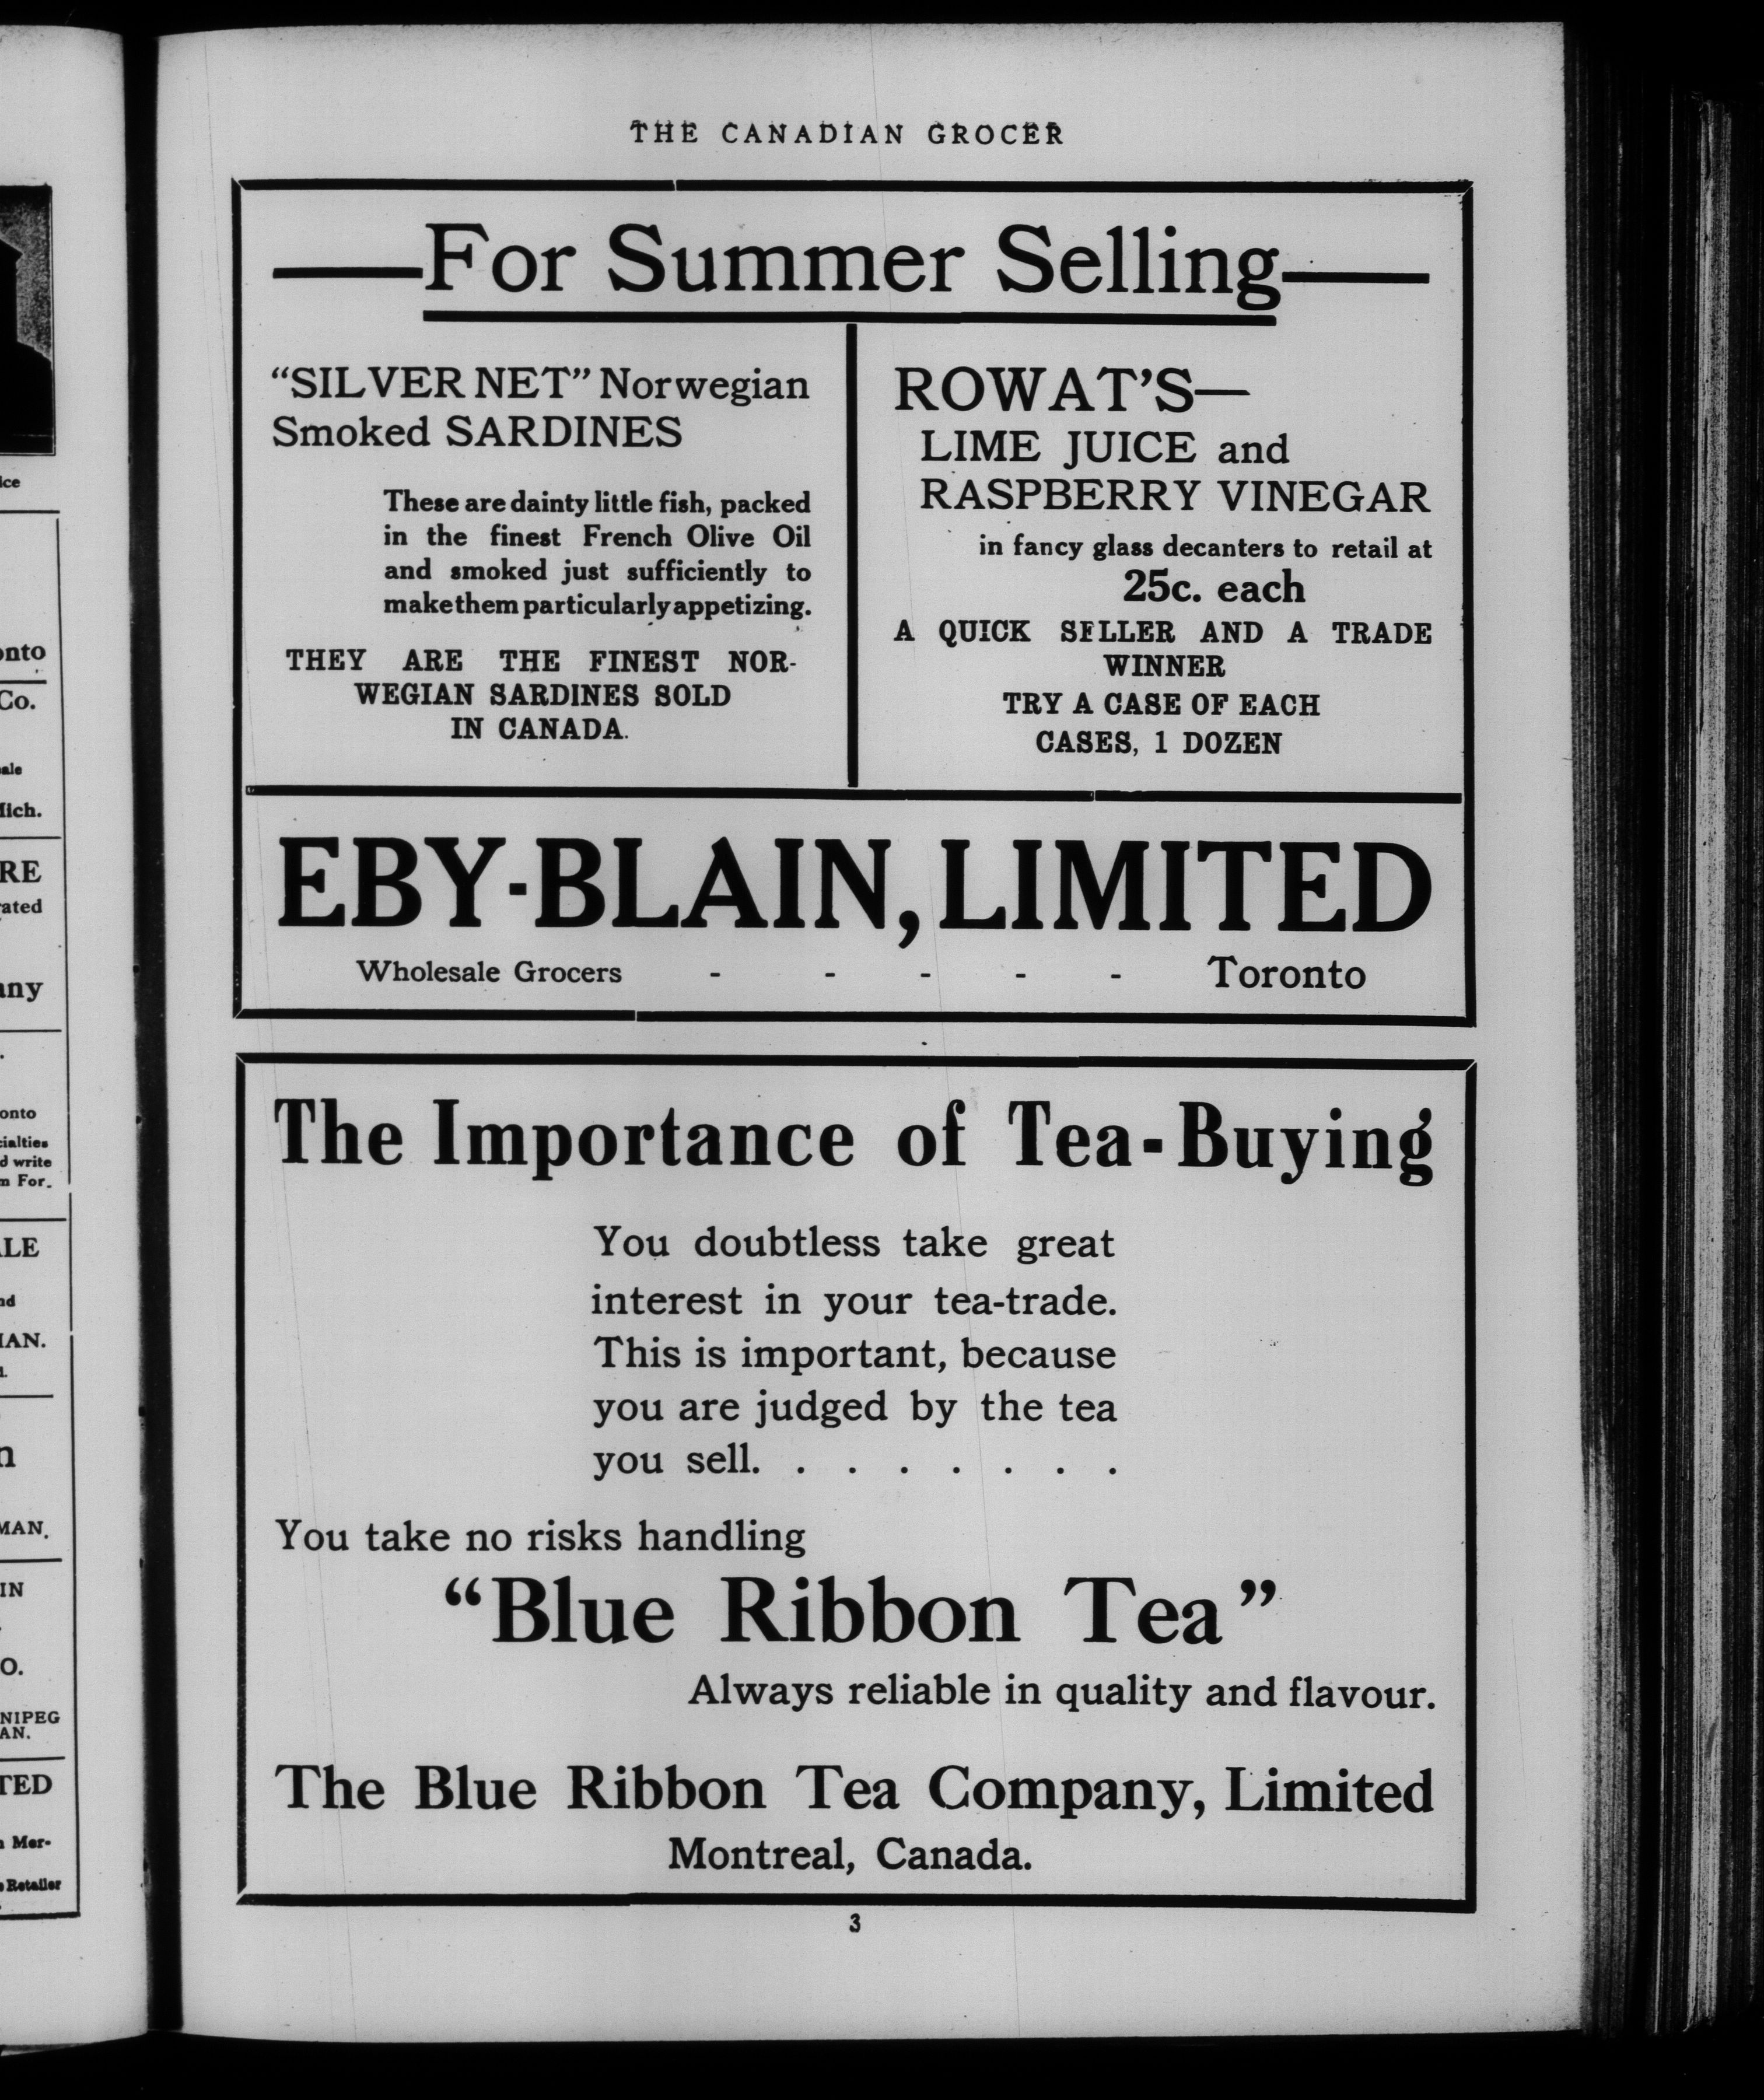 THE CANADIAN GROCER
For Summer Selling
"SILVER NET" Norwegian
Smoked SARDINES
These are dainty little fish, packed
in the finest French Olive Oil
and smoked just sufficiently to
make them particularly appetizing.
THEY ARE THE FINEST NOR-
WEGIAN SARDINES SOLD
IN CANADA.
ROWAT'S—
LIME JUICE and
RASPBERRY VINEGAR
in fancy glass decanters to retail at
25c. each
A QUICK SELLER AND A TRADE
WINNER
TRY A CASE OF EACH
CASES, 1 DOZEN
EBY-BLAIN, LIMITED
Wholesale Grocers - - - - - Toronto
The Importance of Tea-Buying
You doubtless take great
interest in your tea-trade.
This is important, because
you are judged by the tea
you sell. . . . . . . .
You take no risks handling
"Blue Ribbon Tea"
Always reliable in quality and flavour.
The Blue Ribbon Tea Company, Limited
Montreal, Canada.
3